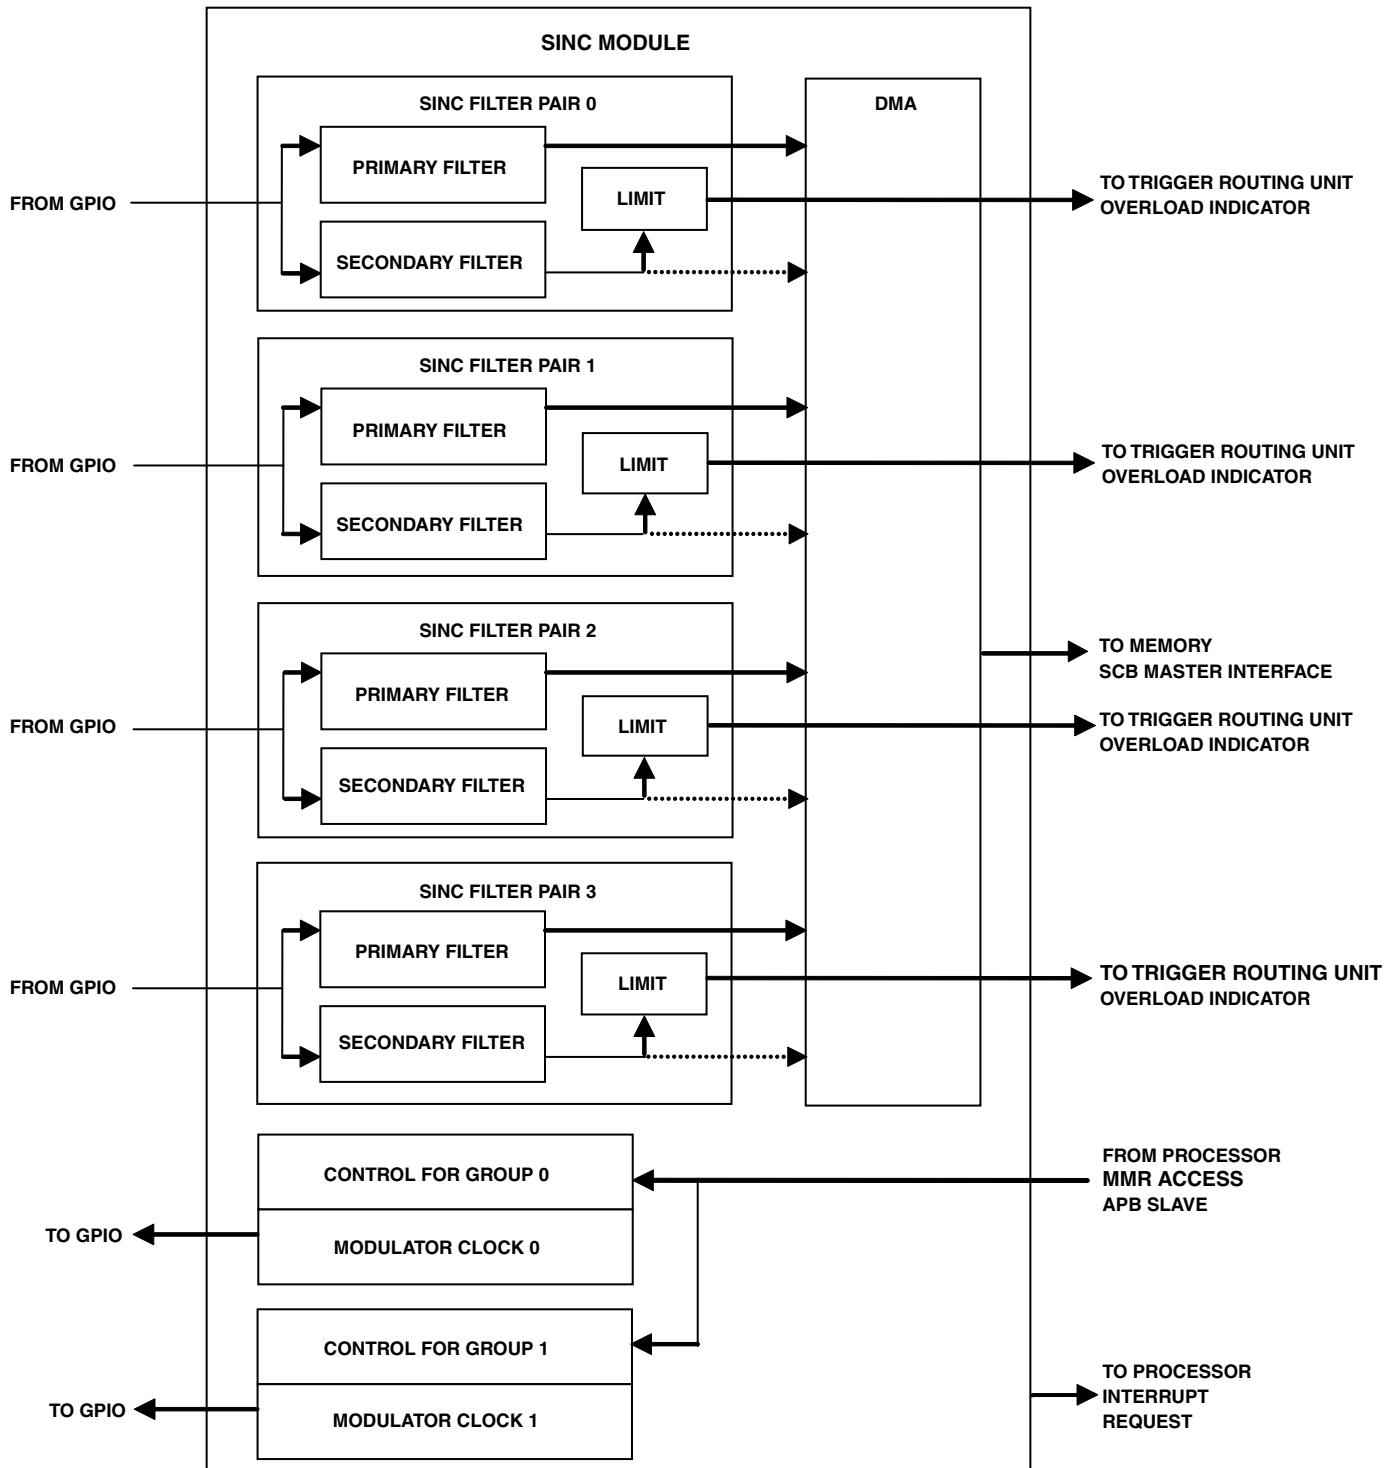 SINC MODULE
SINC FILTER PAIR 0
DMA
PRIMARY FILTER
LIMIT
FROM GPIO
SECONDARY FILTER
TO TRIGGER ROUTING UNIT
OVERLOAD INDICATOR
SINC FILTER PAIR 1
PRIMARY FILTER
LIMIT
FROM GPIO
SECONDARY FILTER
TO TRIGGER ROUTING UNIT
OVERLOAD INDICATOR
SINC FILTER PAIR 2
TO MEMORY
SCB MASTER INTERFACE
PRIMARY FILTER
LIMIT
FROM GPIO
SECONDARY FILTER
TO TRIGGER ROUTING UNIT
OVERLOAD INDICATOR
SINC FILTER PAIR 3
PRIMARY FILTER
LIMIT
FROM GPIO
SECONDARY FILTER
TO TRIGGER ROUTING UNIT
OVERLOAD INDICATOR
CONTROL FOR GROUP 0
FROM PROCESSOR
MMR ACCESS
APB SLAVE
TO GPIO
MODULATOR CLOCK 0
CONTROL FOR GROUP 1
TO GPIO
MODULATOR CLOCK 1
TO PROCESSOR
INTERRUPT
REQUEST